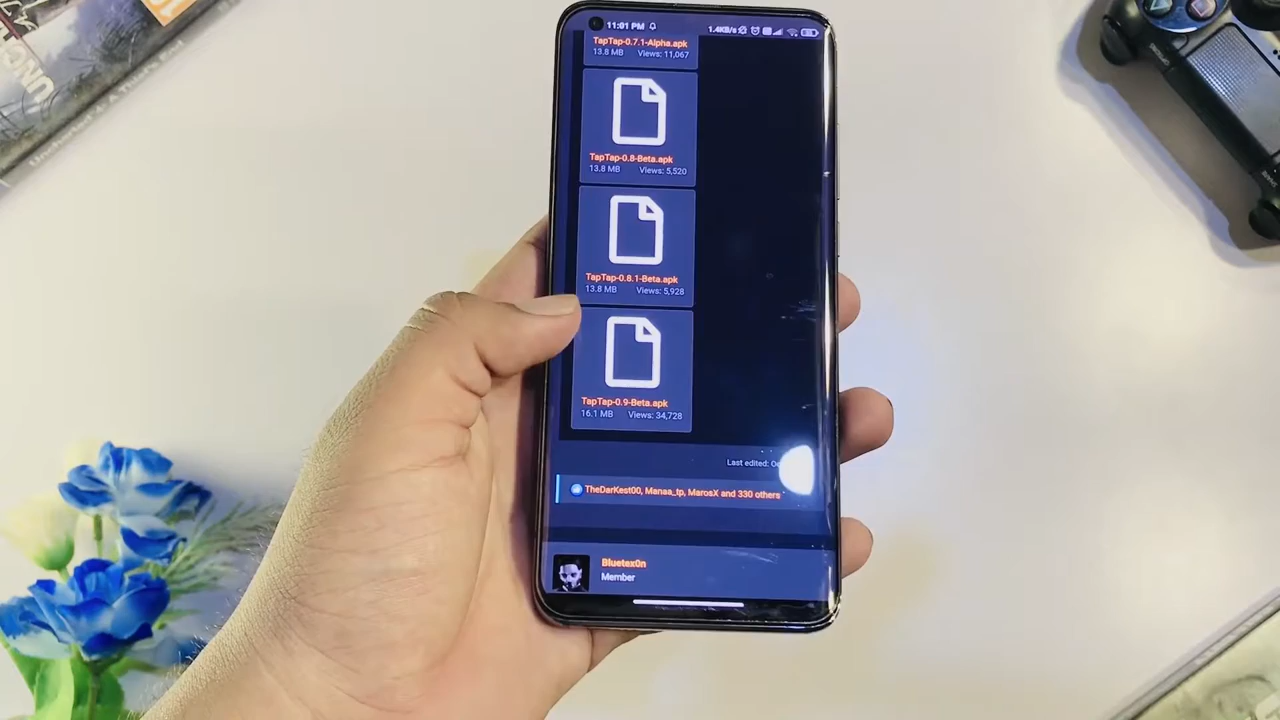 11:01 PM
1.4KB/s
TapTap-0.7.1-Alpha.apk
13.8 MB Views: 11,067
TapTap-0.8-Beta.apk
13.8 MB Views: 5,520
TapTap-0.8.1-Beta.apk
13.8 MB Views: 5,928
TapTap-0.9-Beta.apk
16.1 MB Views: 34,728
Last edited:
TheDarKest00, Manaa_tp, MarosX and 330 others
Bluetax0n
Member